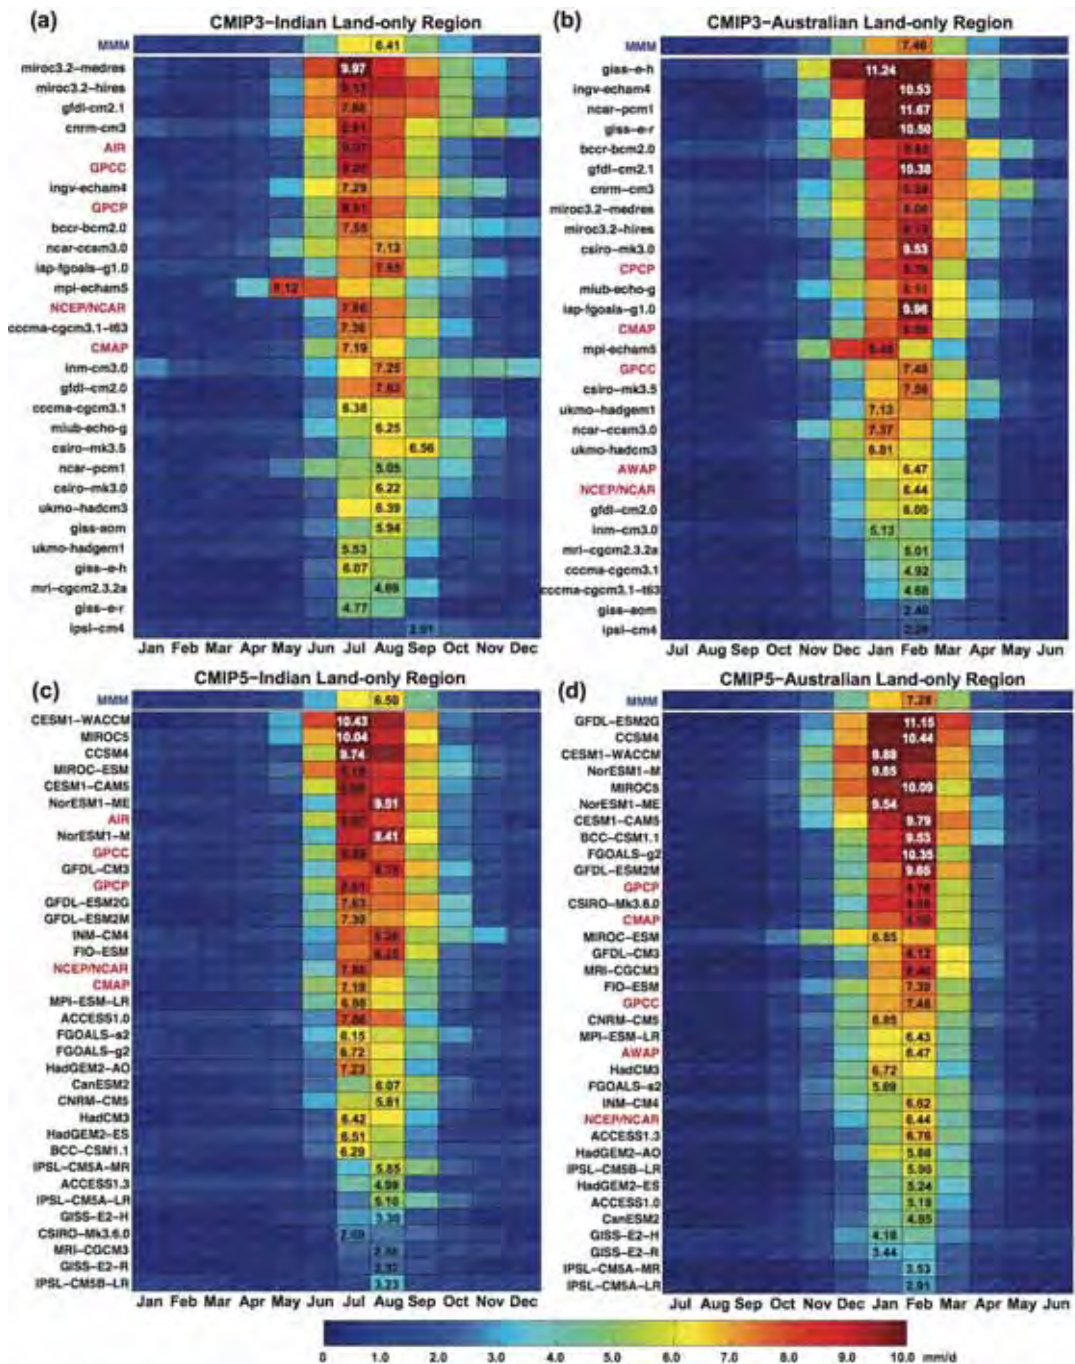 (a) CMIP3-Indian Land-only Region
MMM 6.41
miroc3.2-medres 9.97
miroc3.2-hires
gfdl-cm2.1 7.88
cnrm-cm3
AIR
GPCC
ingv-echam4 7.29
GPCP
bccr-bcm2.0 7.55
ncar-ccsm3.0 7.13
iap-fgoals-g1.0
mpi-echam5
NCEP/NCAR 7.86
cccma-cgcm3.1-t63 7.36
CMAP 7.19
inm-cm3.0 7.25
gfdl-cm2.0
cccma-cgcm3.1 6.38
miub-echo-g 6.25
csiro-mk3.5 6.56
ncar-pcm1 5.05
csiro-mk3.0 6.22
ukmo-hadcm3 6.39
giss-aom 5.94
ukmo-hadgem1 5.53
giss-e-h 6.07
mri-cgcm2.3.2a 4.69
giss-e-r 4.77
ipsl-cm4
Jan Feb Mar Apr May Jun Jul Aug Sep Oct Nov Dec
(b) CMIP3-Australian Land-only Region
MMM 7.46
giss-e-h 11.24
ingv-echam4 10.53
ncar-pcm1 11.67
giss-e-r 10.50
bccr-bcm2.0
gfdl-cm2.1 10.38
cnrm-cm3
miroc3.2-medres
miroc3.2-hires
csiro-mk3.0 9.53
CPCP
miub-echo-g
iap-fgoals-g1.0 9.96
CMAP
mpi-echam5
GPCC 7.48
csiro-mk3.5
ukmo-hadgem1 7.13
ncar-ccsm3.0 7.37
ukmo-hadcm3 6.81
AWAP 6.47
NCEP/NCAR 6.44
gfdl-cm2.0 6.00
inm-cm3.0 5.13
mri-cgcm2.3.2a 5.01
cccma-cgcm3.1 4.92
cccma-cgcm3.1-t63 4.68
giss-aom
ipsl-cm4
Jul Aug Sep Oct Nov Dec Jan Feb Mar Apr May Jun
(c) CMIP5-Indian Land-only Region
MMM 6.50
CESM1-WACCM 10.43
MIROC5 10.04
CCSM4 9.74
MIROC-ESM
CESM1-CAM5
NorESM1-ME 9.51
AIR
NorESM1-M 9.41
GPCC
GFDL-CM3
GPCP
GFDL-ESM2G 7.63
GFDL-ESM2M 7.39
INM-CM4
FIO-ESM
NCEP/NCAR
CMAP 7.19
MPI-ESM-LR 6.98
ACCESS1.0
FGOALS-s2 6.15
FGOALS-g2 6.72
HadGEM2-AO 7.23
CanESM2 6.07
CNRM-CM5 5.81
HadCM3 6.42
HadGEM2-ES 6.51
BCC-CSM1.1 6.29
IPSL-CM5A-MR 5.85
ACCESS1.3 4.99
IPSL-CM5A-LR 5.10
GISS-E2-H
CSIRO-Mk3.6.0
MRI-CGCM3
GISS-E2-R
IPSL-CM5B-LR 3.23
Jan Feb Mar Apr May Jun Jul Aug Sep Oct Nov Dec
(d) CMIP5-Australian Land-only Region
MMM 7.28
GFDL-ESM2G 11.15
CCSM4 10.44
CESM1-WACCM 9.88
NorESM1-M 9.85
MIROC5 10.09
NorESM1-ME 9.54
CESM1-CAM5 9.79
BCC-CSM1.1 9.53
FGOALS-g2 10.35
GFDL-ESM2M 9.65
GPCP
CSIRO-Mk3.6.0
CMAP
MIROC-ESM 6.85
GFDL-CM3
MRI-CGCM3
FIO-ESM 7.39
GPCC 7.48
CNRM-CM5 6.85
MPI-ESM-LR 6.43
AWAP 6.47
HadCM3 6.72
FGOALS-s2 5.89
INM-CM4 6.62
NCEP/NCAR 6.44
ACCESS1.3 6.76
HadGEM2-AO 5.86
IPSL-CM5B-LR 5.90
HadGEM2-ES 5.24
ACCESS1.0 5.19
CanESM2 4.85
GISS-E2-H 4.18
GISS-E2-R 3.44
IPSL-CM5A-MR 3.53
IPSL-CM5A-LR 2.91
Jul Aug Sep Oct Nov Dec Jan Feb Mar Apr May Jun
0 1.0 2.0 3.0 4.0 5.0 6.0 7.0 8.0 9.0 10.0 mm/d